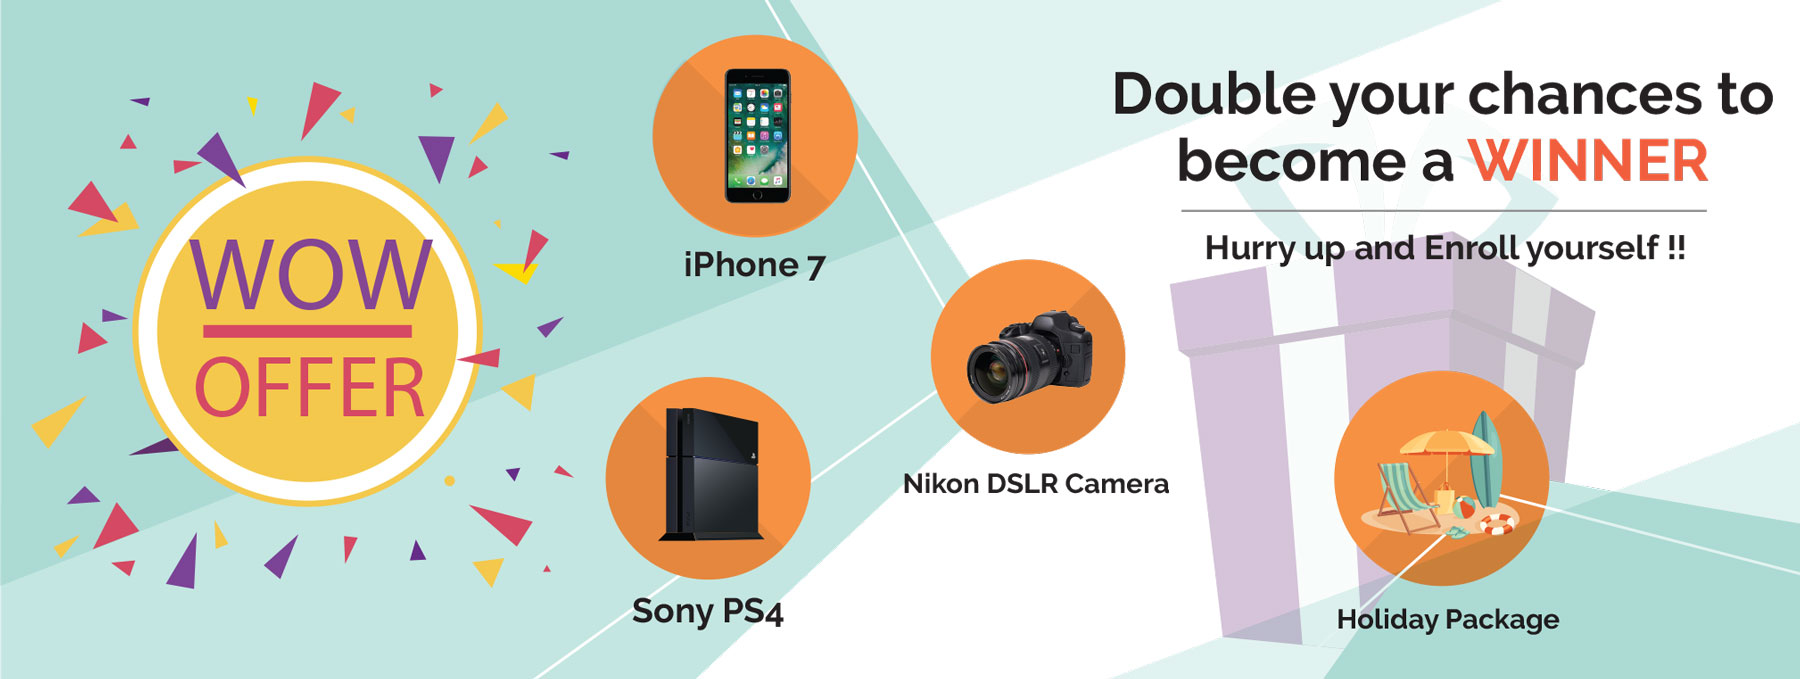 WOW
OFFER
iPhone 7
Sony PS4
Nikon DSLR Camera
Double your chances to
become a WINNER
Hurry up and Enroll yourself !!
Holiday Package